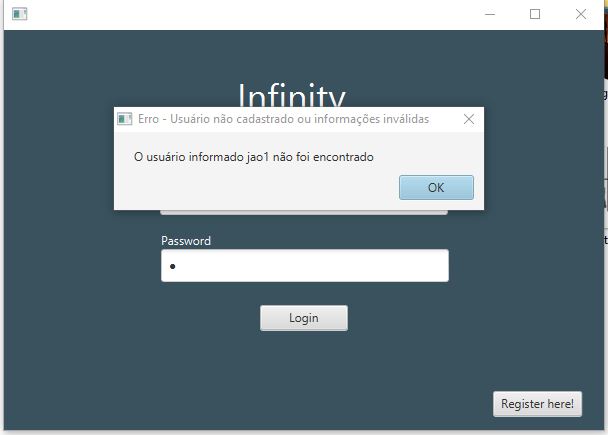 Infinity
Erro - Usuário não cadastrado ou informações inválidas
O usuário informado jao1 não foi encontrado
OK
Password
Login
Register here!